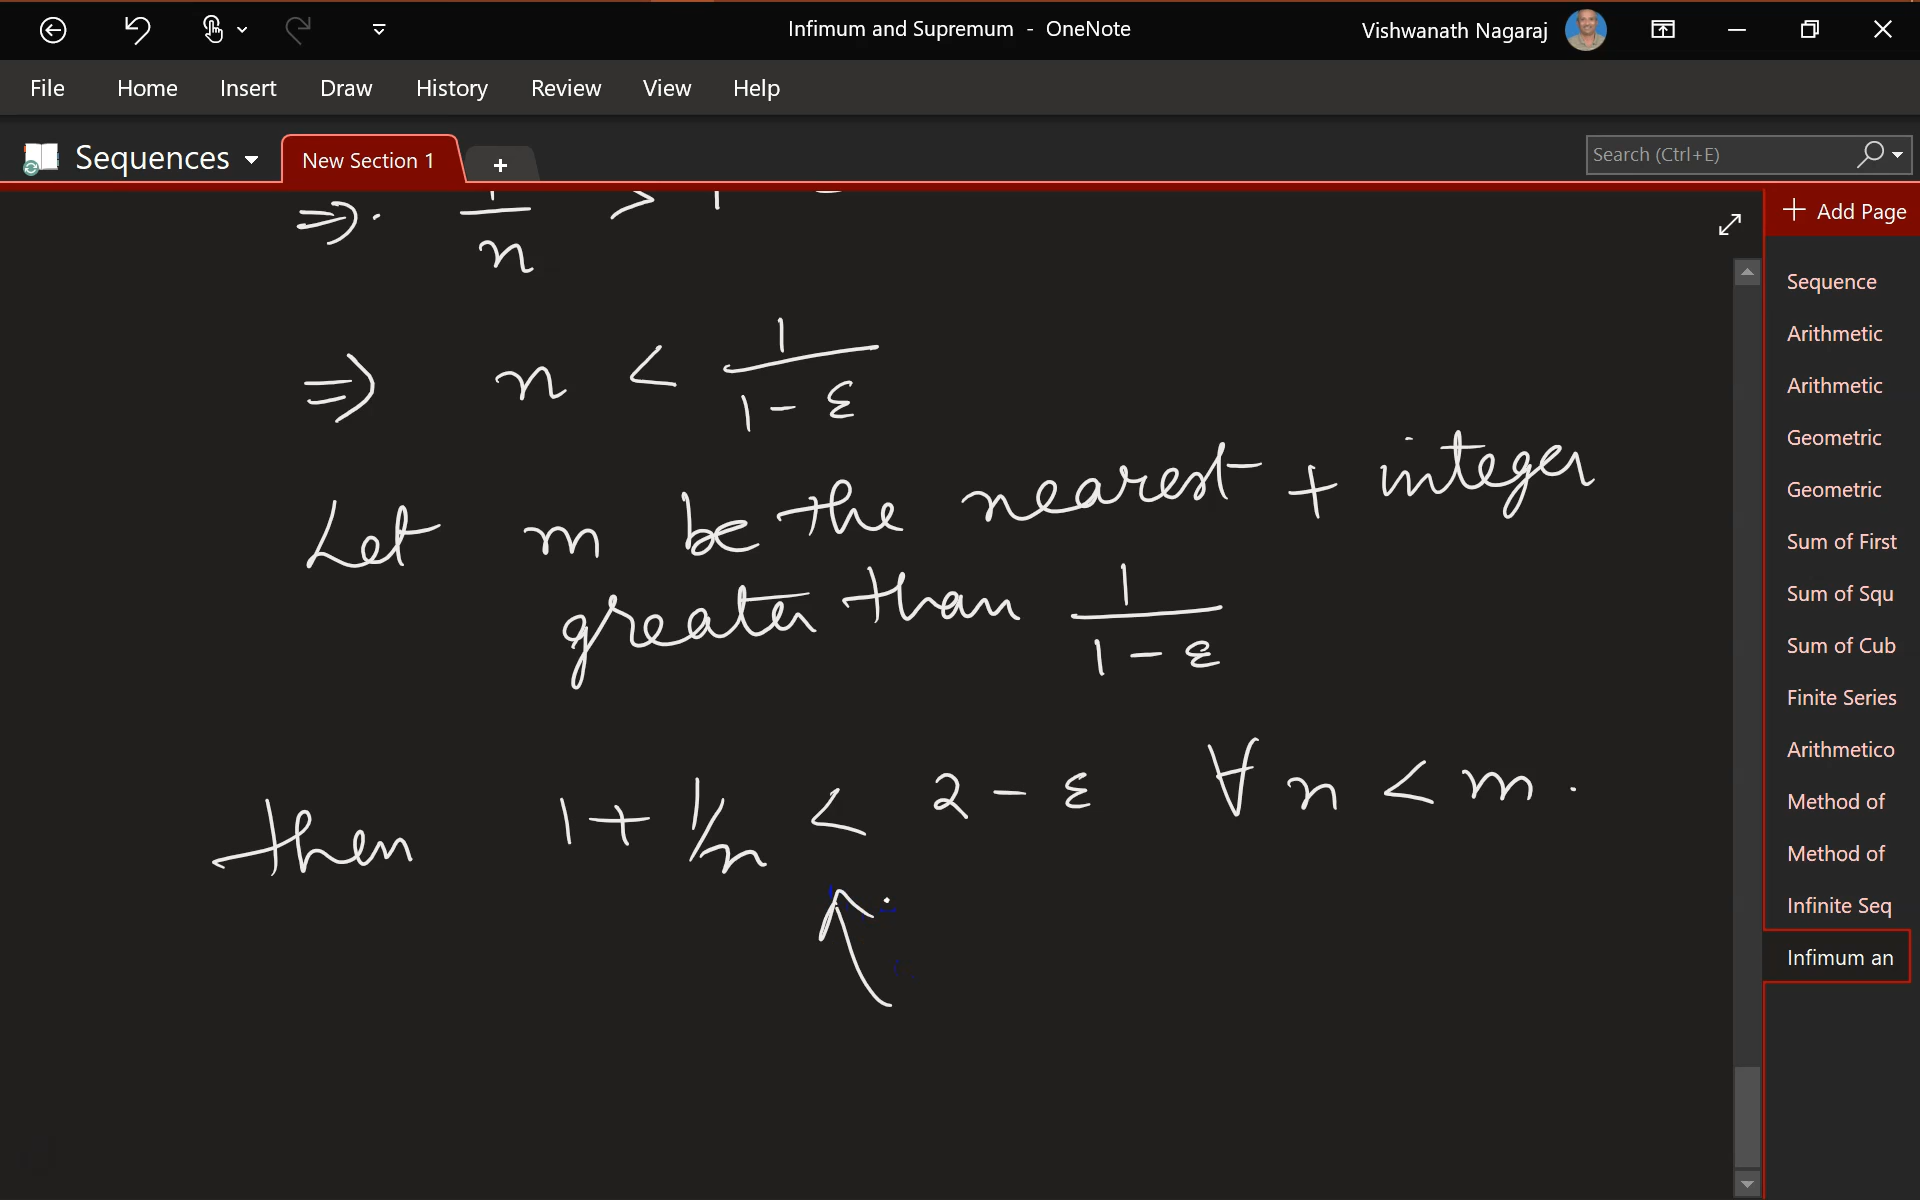 Infimum and Supremum - OneNote
Vishwanath Nagaraj
File Home Insert Draw History Review View Help
Sequences
New Section 1
+
Search (Ctrl+E)
+ Add Page
Sequence
Arithmetic
Arithmetic
Geometric
Geometric
Sum of First
Sum of Squ
Sum of Cub
Finite Series
Arithmetico
Method of
Method of
Infinite Seq
Infimum an
⇒. 1/n > 1
⇒ n < 1/(1 - ε)
Let m be the nearest + integer
greater than 1/(1 - ε)
then 1 + 1/n < 2 - ε ∀ n < m.